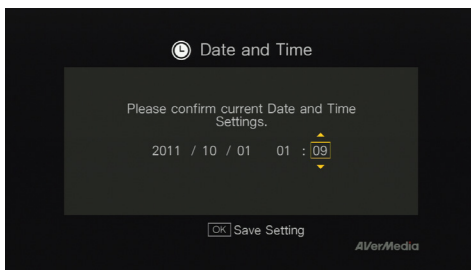 Date and Time
Please confirm current Date and Time
Settings.
2011 / 10 / 01 01 : 09
OK Save Setting
AVerMedia